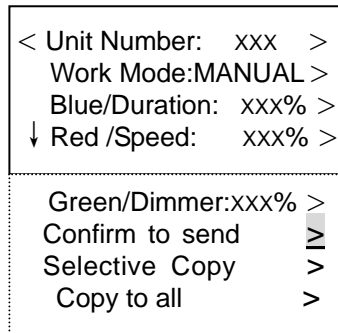 < Unit Number: xxx >
Work Mode:MANUAL >
Blue/Duration: xxx% >
↓ Red /Speed: xxx% >
Green/Dimmer:xxx% >
Confirm to send >
Selective Copy >
Copy to all >